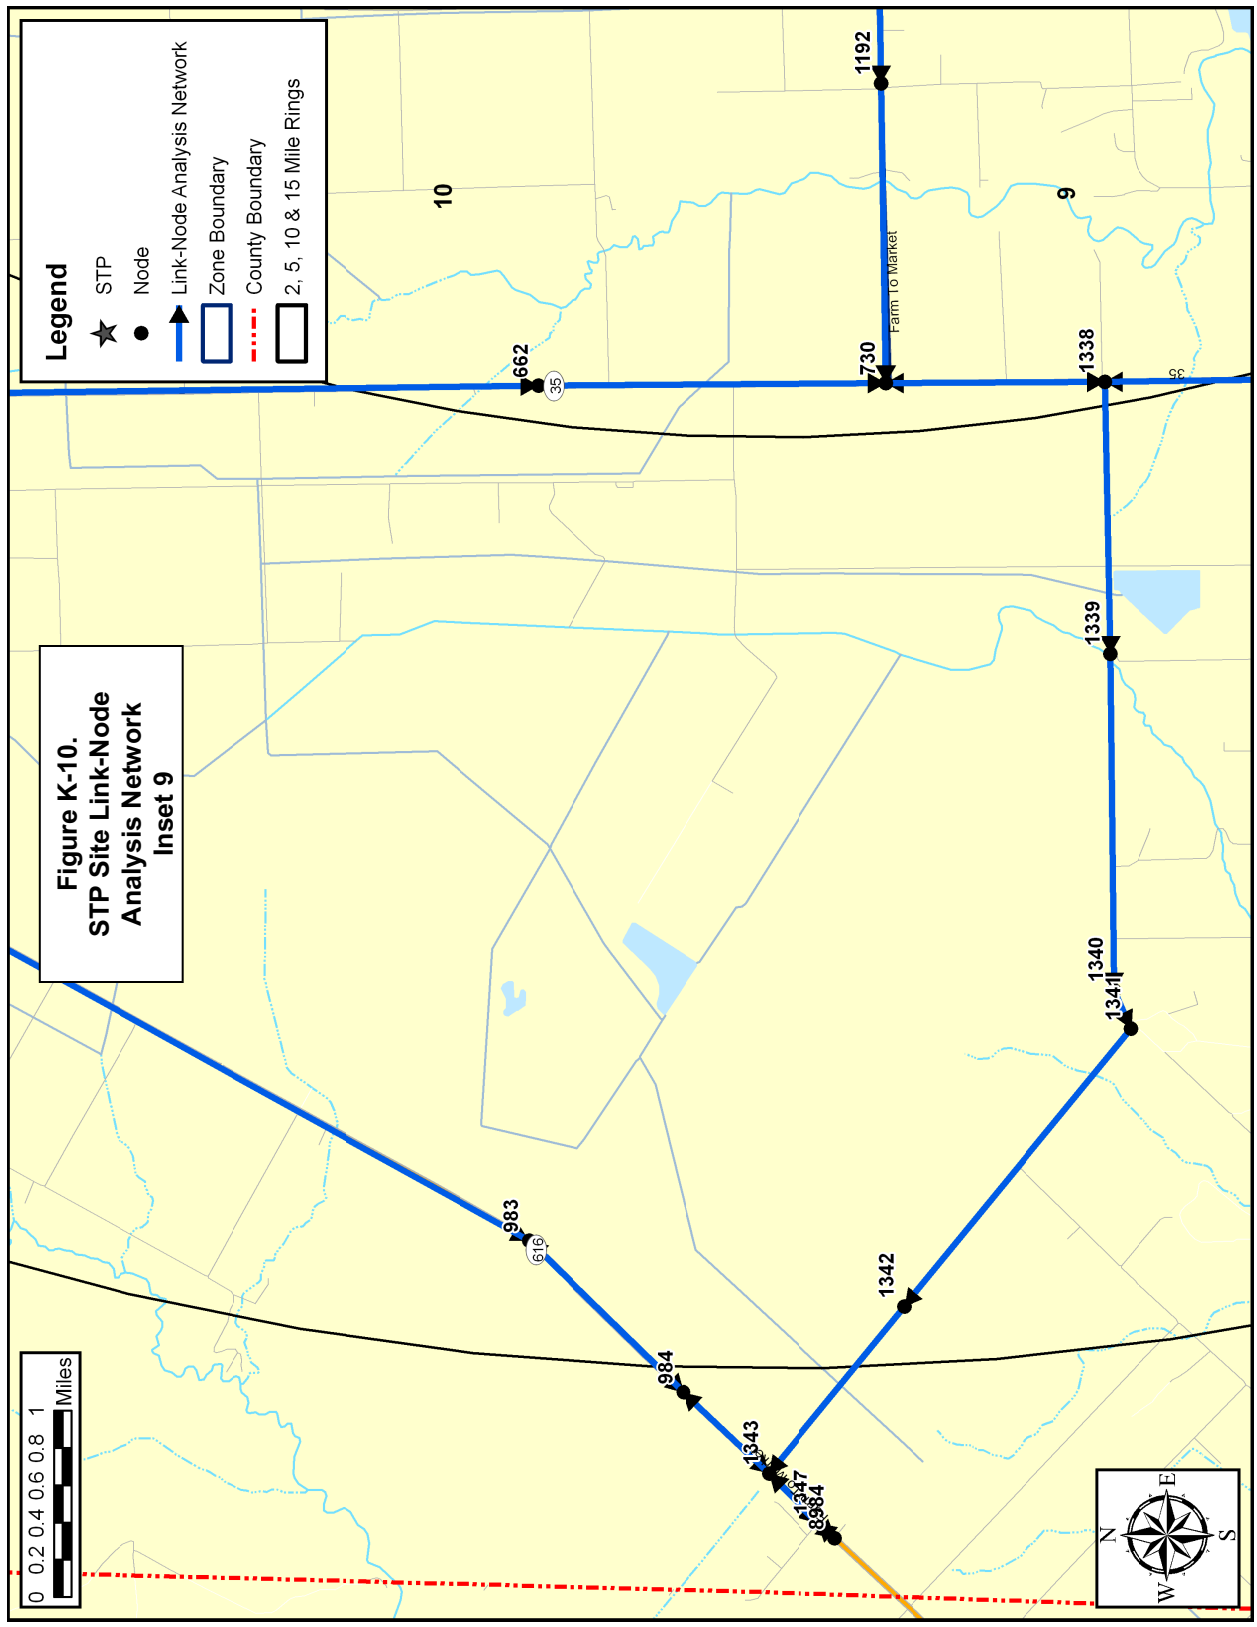 Figure K-10.
STP Site Link-Node
Analysis Network
Inset 9
Legend
STP
Node
Link-Node Analysis Network
Zone Boundary
County Boundary
2, 5, 10 & 15 Mile Rings
10
9
1192
662
35
730
Farm To Market
1338
35
1339
1340
1341
1342
983
616
984
1343
1347
8984
0 0.2 0.4 0.6 0.8 1
Miles
N
W
E
S